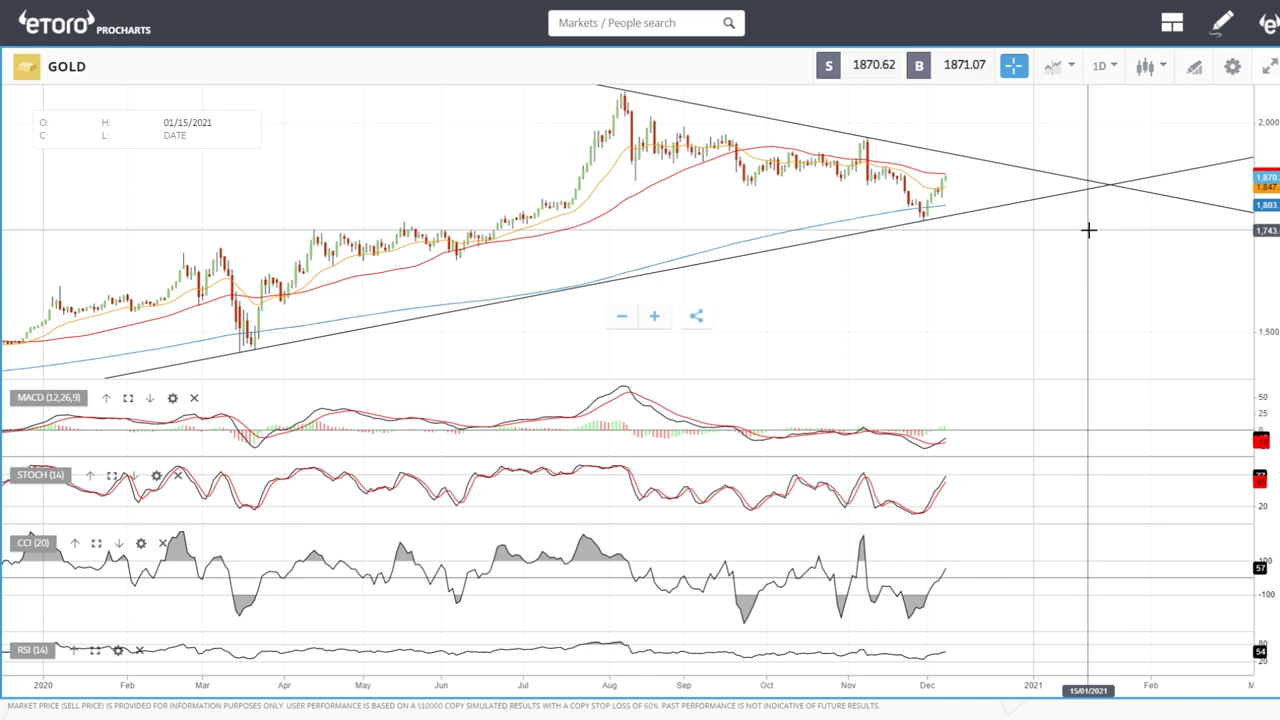 eToro PROCHARTS
Markets / People search
GOLD
S 1870.62 B 1871.07
1D
O: H: 01/15/2021
C: L: DATE
2,000
1,870.
1,847
1,803
1,743.
1,500
MACD (12,26,9)
50
25
0
STOCH (14)
77
20
CCI (20)
100
57
-100
RSI (14)
80
54
20
2020 Feb Mar Apr May Jun Jul Aug Sep Oct Nov Dec 2021 Feb M
15/01/2021
MARKET PRICE (SELL PRICE) IS PROVIDED FOR INFORMATION PURPOSES ONLY. USER PERFORMANCE IS BASED ON A $10000 COPY SIMULATED RESULTS WITH A COPY STOP LOSS OF 60%. PAST PERFORMANCE IS NOT INDICATIVE OF FUTURE RESULTS.